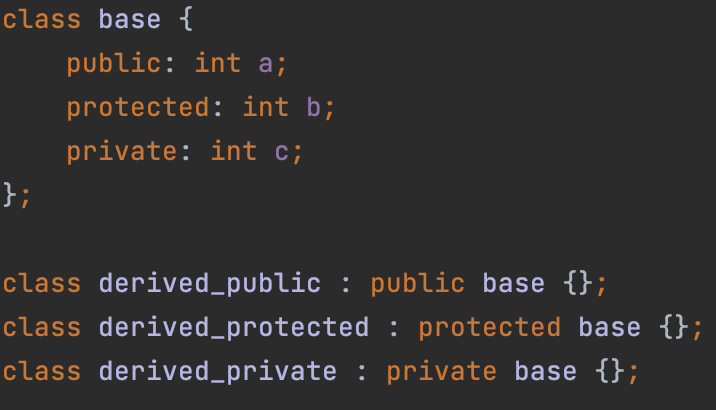 class base {
    public: int a;
    protected: int b;
    private: int c;
};

class derived_public : public base {};
class derived_protected : protected base {};
class derived_private : private base {};